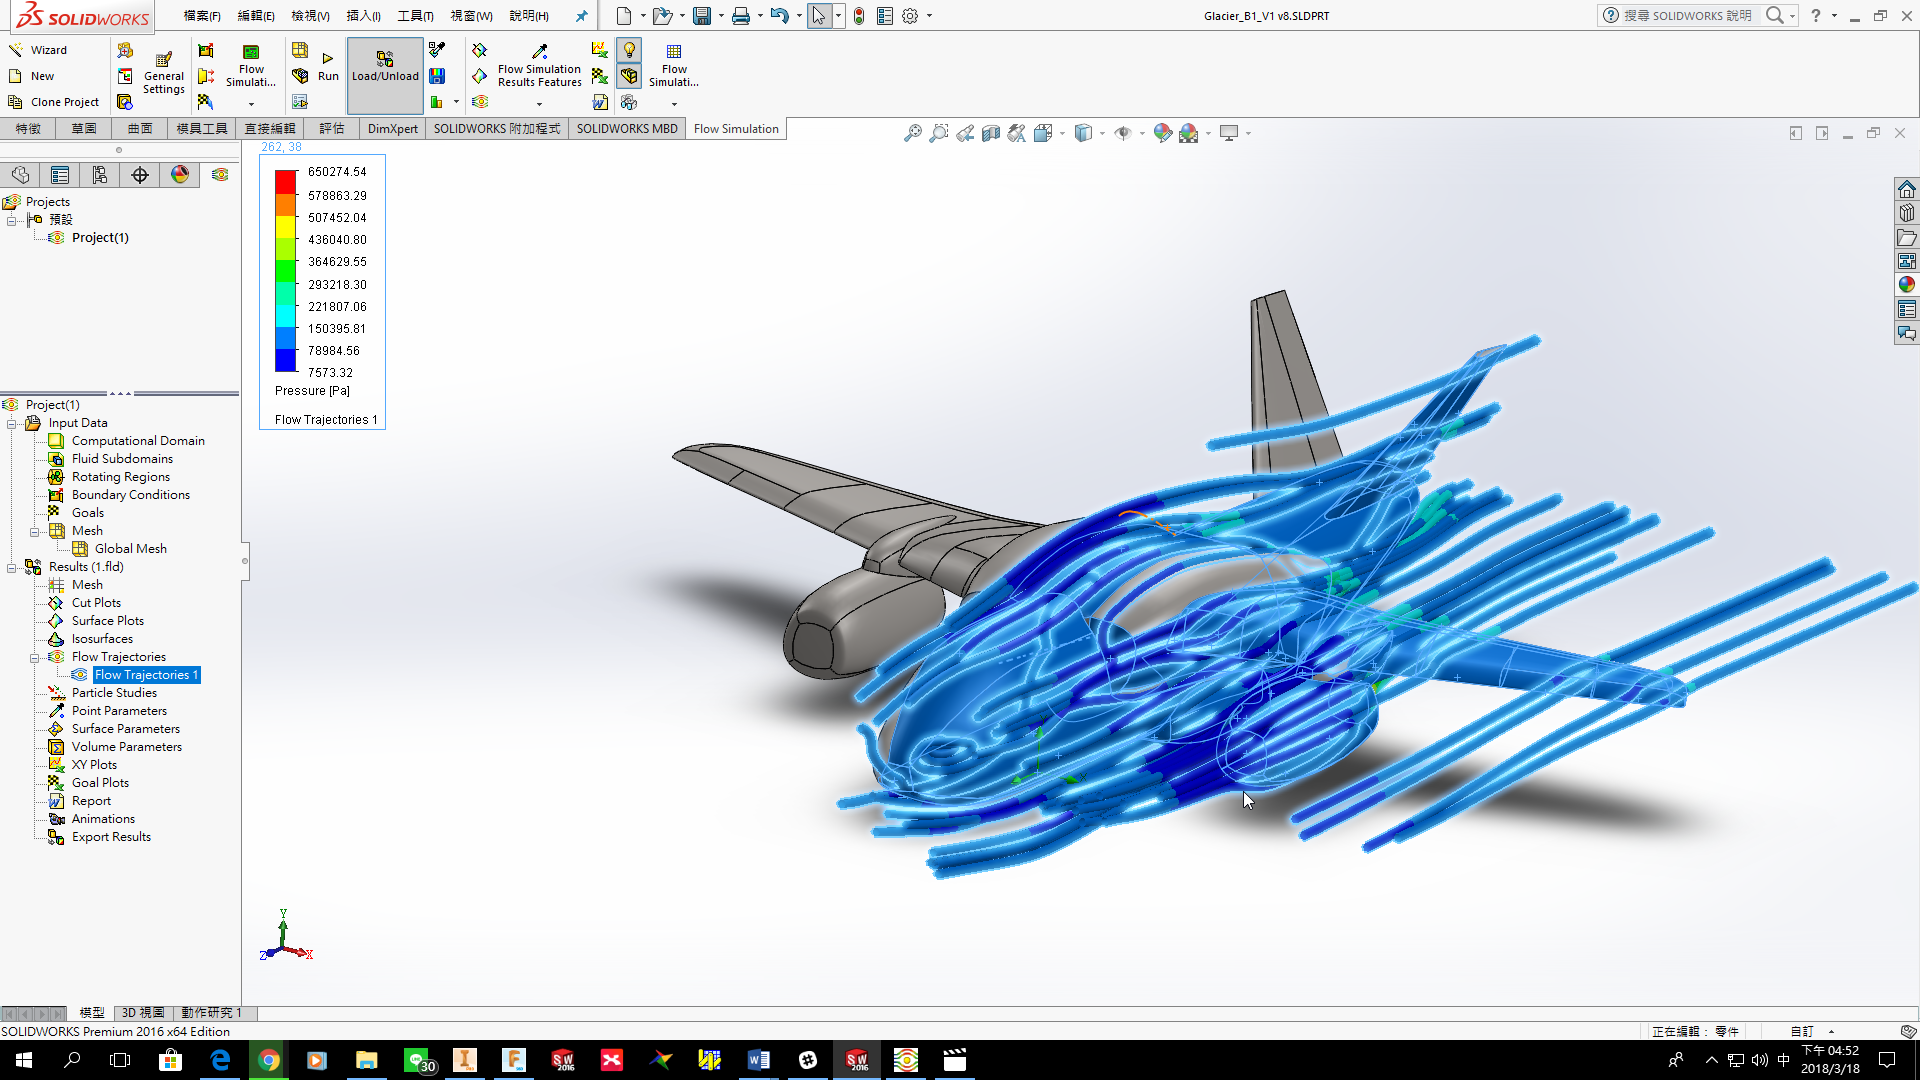 SOLIDWORKS 檔案(F) 編輯(E) 檢視(V) 插入(I) 工具(T) 視窗(W) 說明(H) Glacier_B1_V1 v8.SLDPRT 搜尋 SOLIDWORKS 說明
Wizard
New
Clone Project
General Settings
Flow Simulati...
Run
Load/Unload
Flow Simulation Results Features
Flow Simulati...
特徵 草圖 曲面 模具工具 直接編輯 評估 DimXpert SOLIDWORKS 附加程式 SOLIDWORKS MBD Flow Simulation
262, 38
650274.54
578863.29
507452.04
436040.80
364629.55
293218.30
221807.06
150395.81
78984.56
7573.32
Pressure [Pa]
Flow Trajectories 1
Projects
預設
Project(1)
Project(1)
Input Data
Computational Domain
Fluid Subdomains
Rotating Regions
Boundary Conditions
Goals
Mesh
Global Mesh
Results (1.fld)
Mesh
Cut Plots
Surface Plots
Isosurfaces
Flow Trajectories
Flow Trajectories 1
Particle Studies
Point Parameters
Surface Parameters
Volume Parameters
XY Plots
Goal Plots
Report
Animations
Export Results
Y
Z X
模型 3D 視圖 動作研究 1
SOLIDWORKS Premium 2016 x64 Edition 正在編輯： 零件 自訂
30
SW 2016
SW 2016
中
下午 04:52
2018/3/18